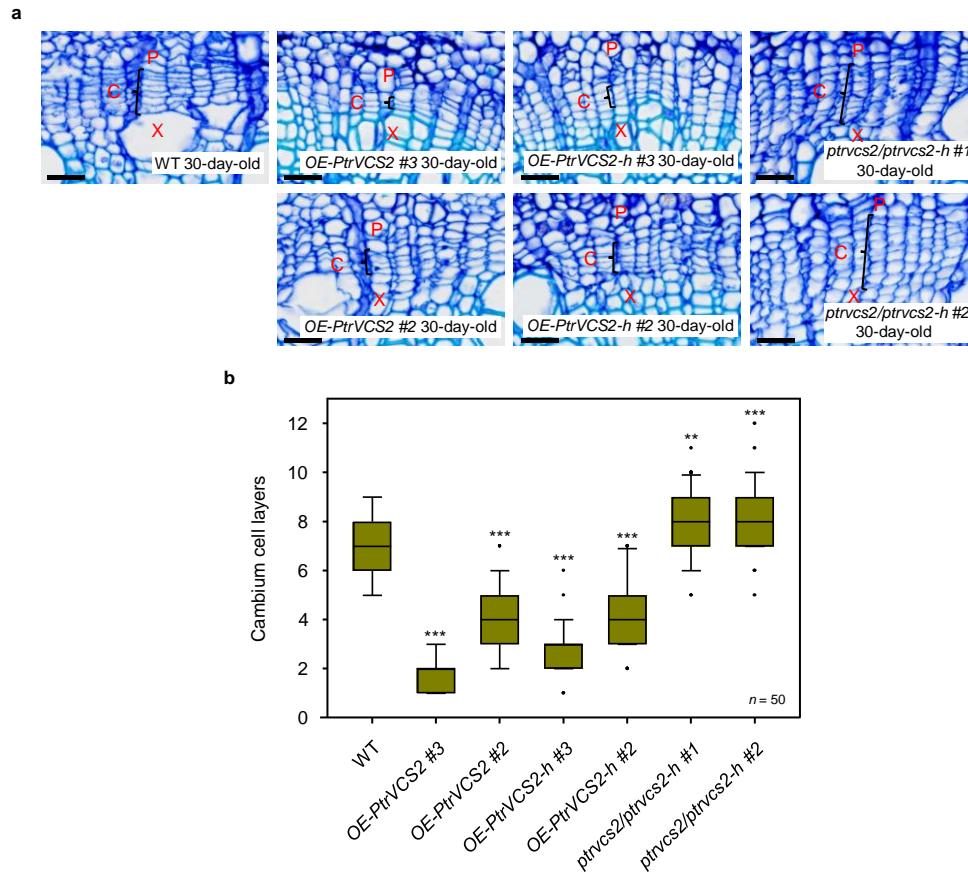 a
P
C
X
WT 30-day-old
P
C
X
OE-PtrVCS2 #3 30-day-old
P
C
X
OE-PtrVCS2-h #3 30-day-old
P
C
X
ptrvcs2/ptrvcs2-h #1
30-day-old
P
C
X
OE-PtrVCS2 #2 30-day-old
P
C
X
OE-PtrVCS2-h #2 30-day-old
P
C
X
ptrvcs2/ptrvcs2-h #2
30-day-old
b
Cambium cell layers
12
10
8
6
4
2
0
***
***
***
***
**
***
n = 50
WT
OE-PtrVCS2 #3
OE-PtrVCS2 #2
OE-PtrVCS2-h #3
OE-PtrVCS2-h #2
ptrvcs2/ptrvcs2-h #1
ptrvcs2/ptrvcs2-h #2